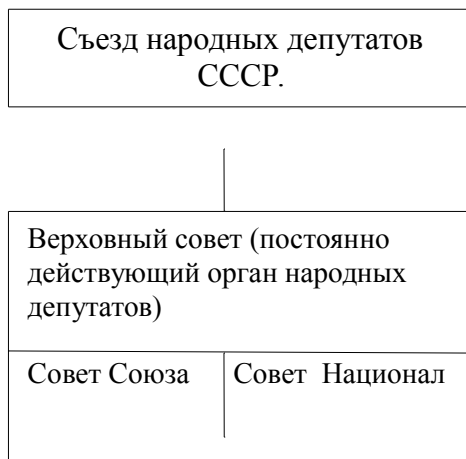 Съезд народных депутатов
СССР.
Верховный совет (постоянно
действующий орган народных
депутатов)
Совет Союза
Совет Национал